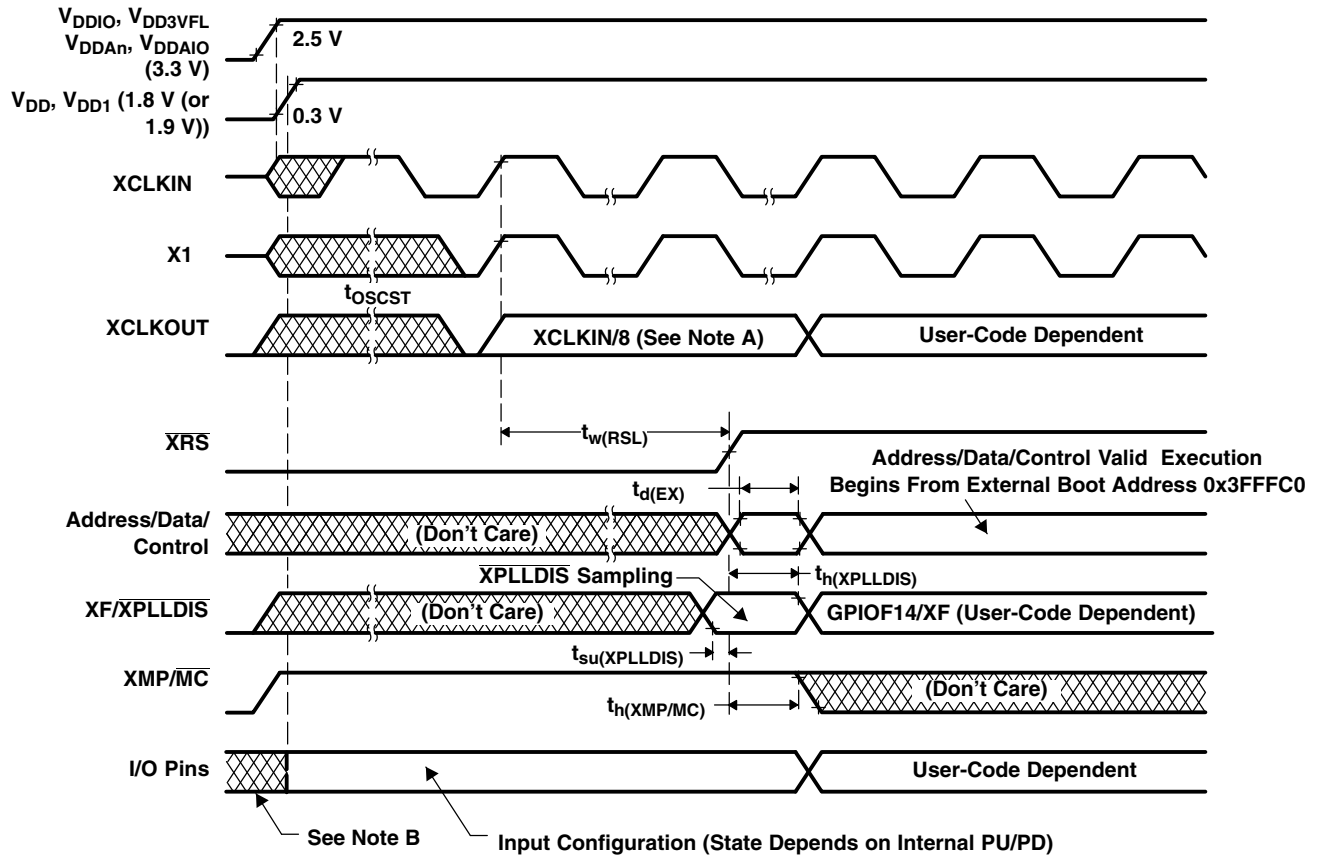 VDDIO, VDD3VFL
VDDAn, VDDAIO
(3.3 V)
2.5 V
VDD, VDD1 (1.8 V (or
1.9 V))
0.3 V
XCLKIN
X1
tOSCST
XCLKOUT
XCLKIN/8 (See Note A)
User-Code Dependent
XRS
tw(RSL)
Address/Data/Control Valid Execution
Begins From External Boot Address 0x3FFFC0
td(EX)
Address/Data/
Control
(Don't Care)
XPLLDIS Sampling
th(XPLLDIS)
XF/XPLLDIS
(Don't Care)
GPIOF14/XF (User-Code Dependent)
tsu(XPLLDIS)
XMP/MC
(Don't Care)
th(XMP/MC)
I/O Pins
User-Code Dependent
See Note B
Input Configuration (State Depends on Internal PU/PD)